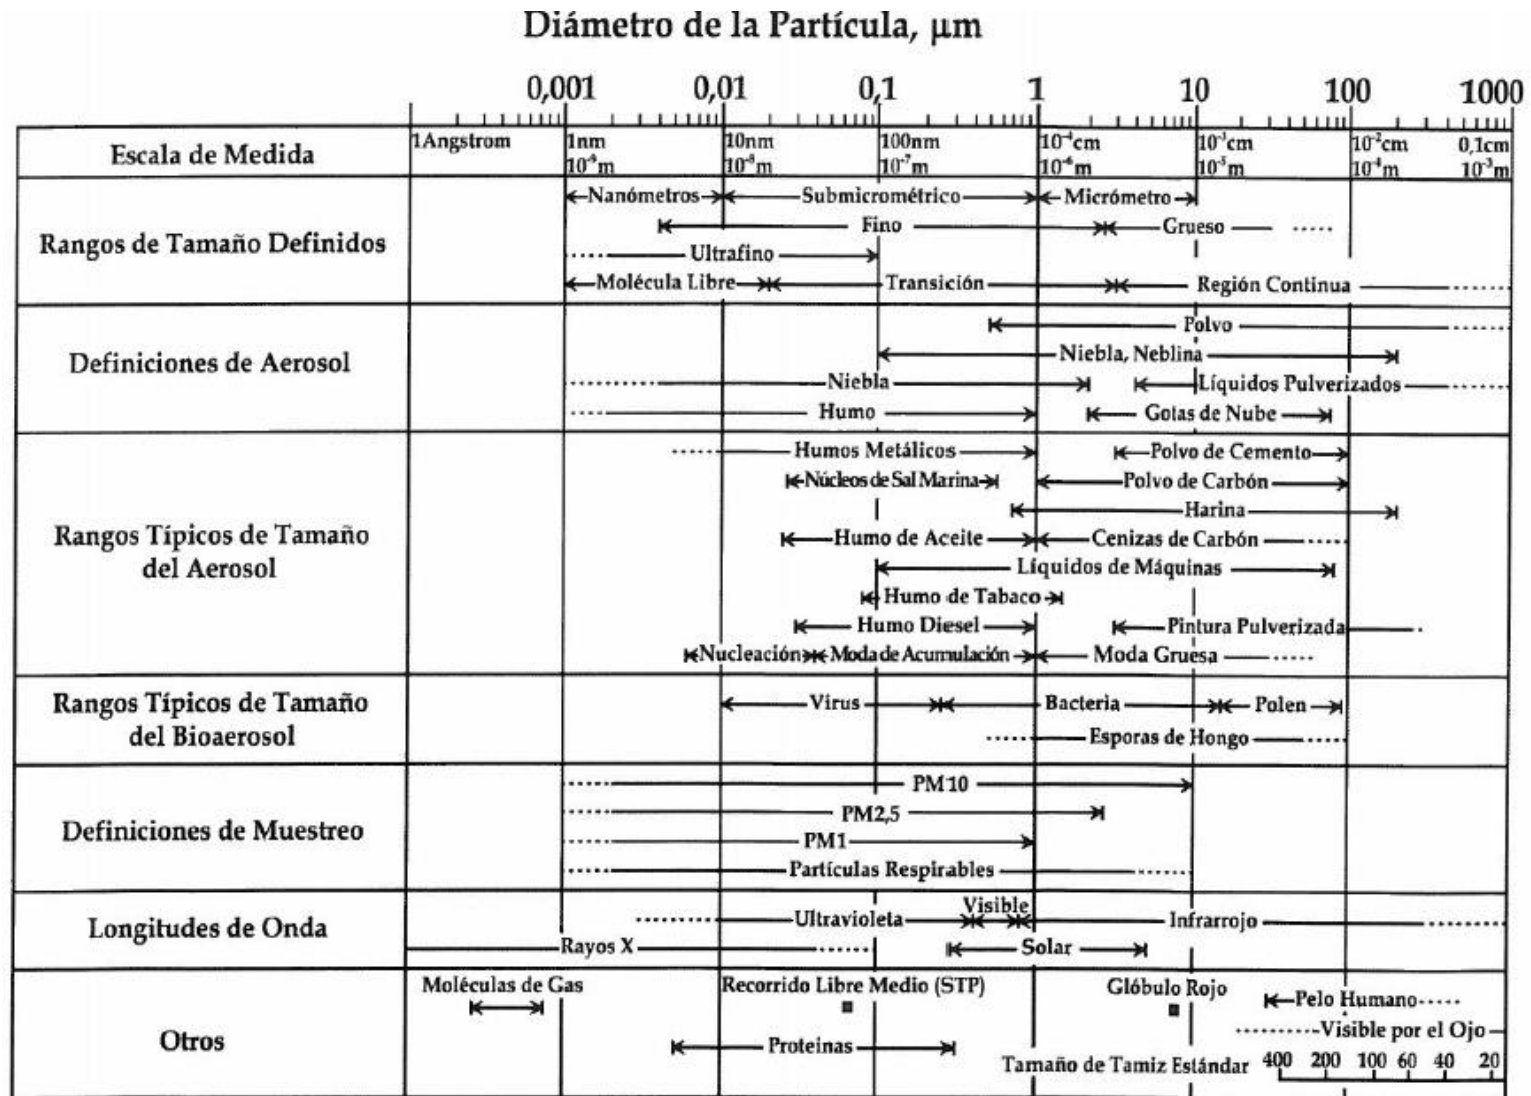 Diámetro de la Partícula, μm
0,001 0,01 0,1 1 10 100 1000
Escala de Medida
1Angstrom 1nm 10nm 100nm 10⁻⁴cm 10⁻³cm 10⁻²cm 0,1cm
10⁻⁹m 10⁻⁸m 10⁻⁷m 10⁻⁶m 10⁻⁵m 10⁻⁴m 10⁻³m
Rangos de Tamaño Definidos
Nanómetros Submicrométrico Micrómetro
Fino Grueso
Ultrafino
Molécula Libre Transición Región Continua
Definiciones de Aerosol
Polvo
Niebla, Neblina
Niebla Líquidos Pulverizados
Humo Gotas de Nube
Rangos Típicos de Tamaño
del Aerosol
Humos Metálicos Polvo de Cemento
Núcleos de Sal Marina Polvo de Carbón
Harina
Humo de Aceite Cenizas de Carbón
Líquidos de Máquinas
Humo de Tabaco
Humo Diesel Pintura Pulverizada
Nucleación Moda de Acumulación Moda Gruesa
Rangos Típicos de Tamaño
del Bioaerosol
Virus Bacteria Polen
Esporas de Hongo
Definiciones de Muestreo
PM10
PM2,5
PM1
Partículas Respirables
Longitudes de Onda
Visible
Ultravioleta Infrarrojo
Rayos X Solar
Otros
Moléculas de Gas Recorrido Libre Medio (STP) Glóbulo Rojo
Pelo Humano
Visible por el Ojo
Proteinas
Tamaño de Tamiz Estándar 400 200 100 60 40 20